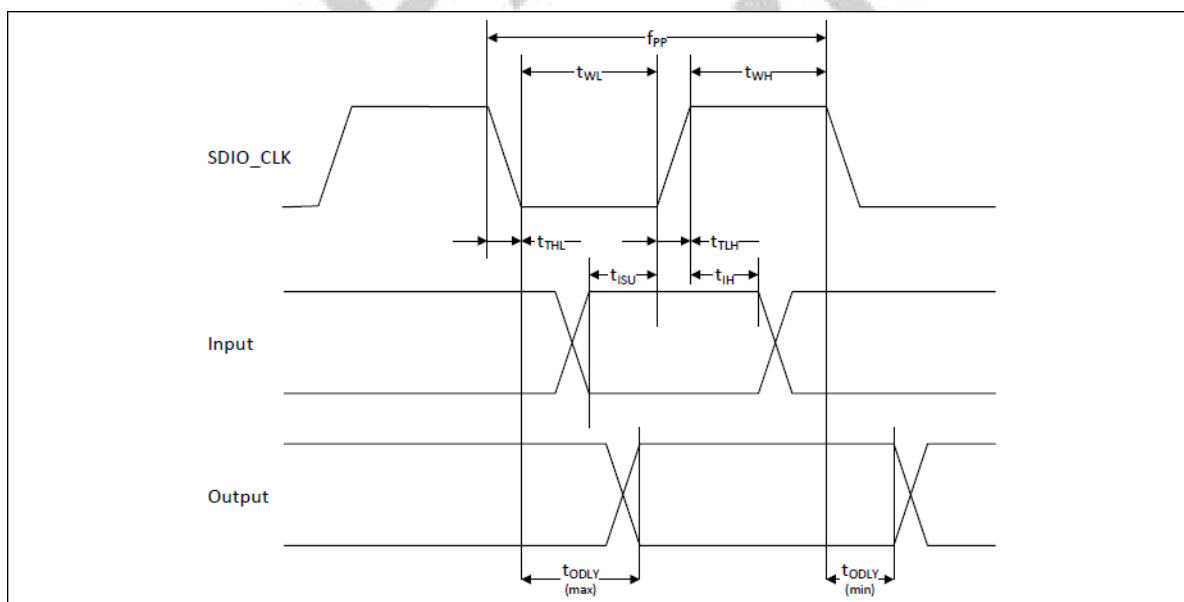 fPP
tWL
tWH
SDIO_CLK
tTHL
tTLH
tISU
tIH
Input
Output
tODLY
(max)
tODLY
(min)